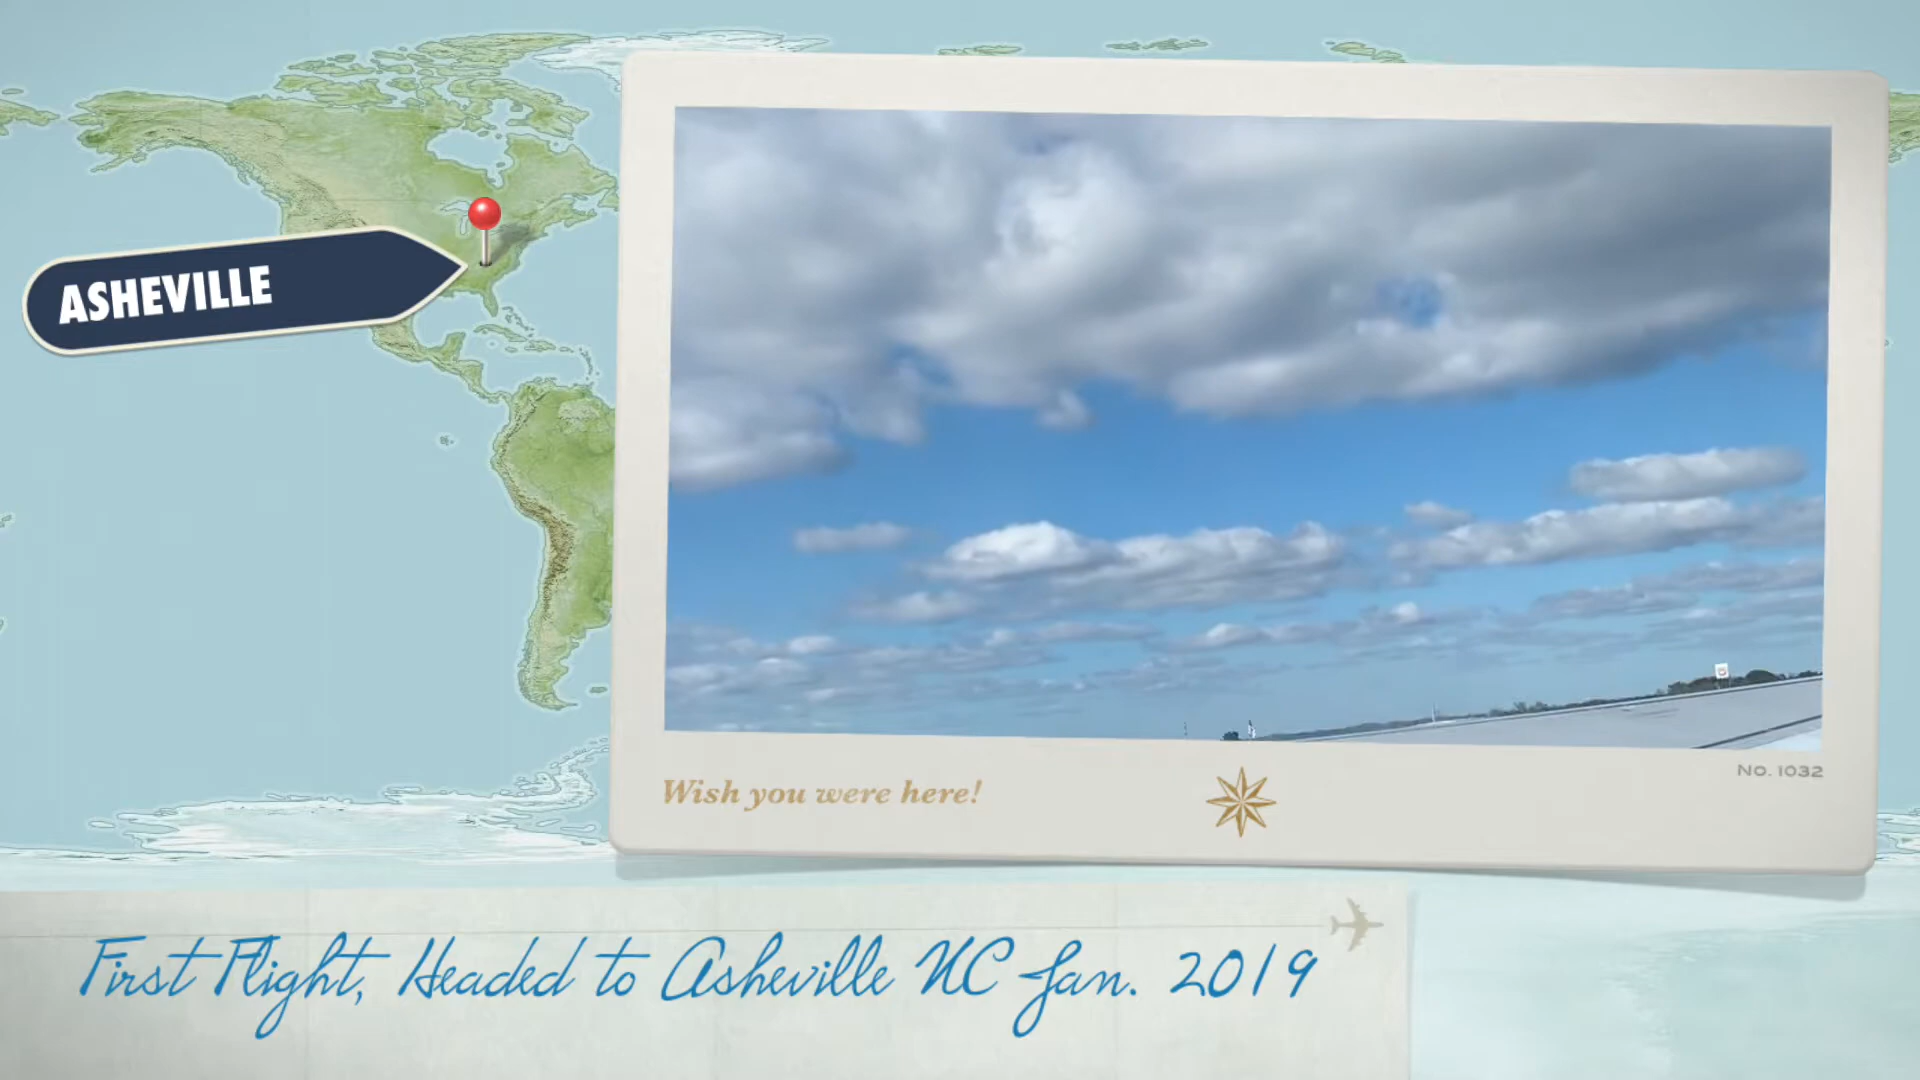 ASHEVILLE
Wish you were here!
No. 1032
First Flight, Headed to Asheville NC Jan. 2019